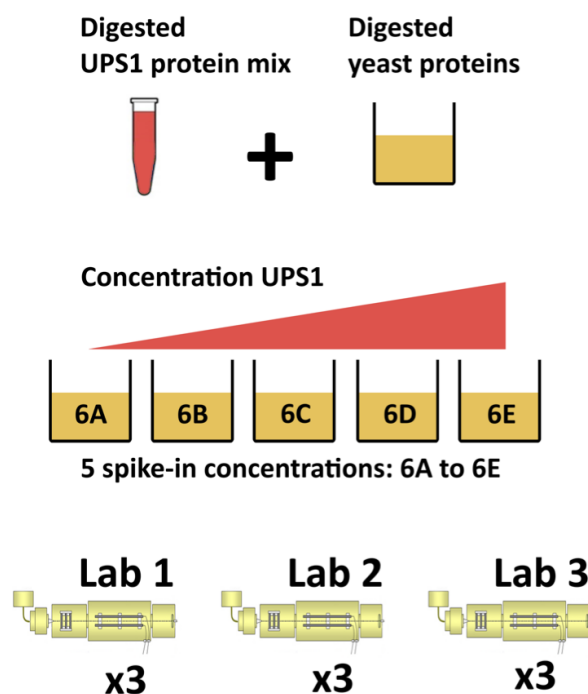 Digested
UPS1 protein mix
Digested
yeast proteins
+
Concentration UPS1
6A 6B 6C 6D 6E
5 spike-in concentrations: 6A to 6E
Lab 1 Lab 2 Lab 3
x3 x3 x3